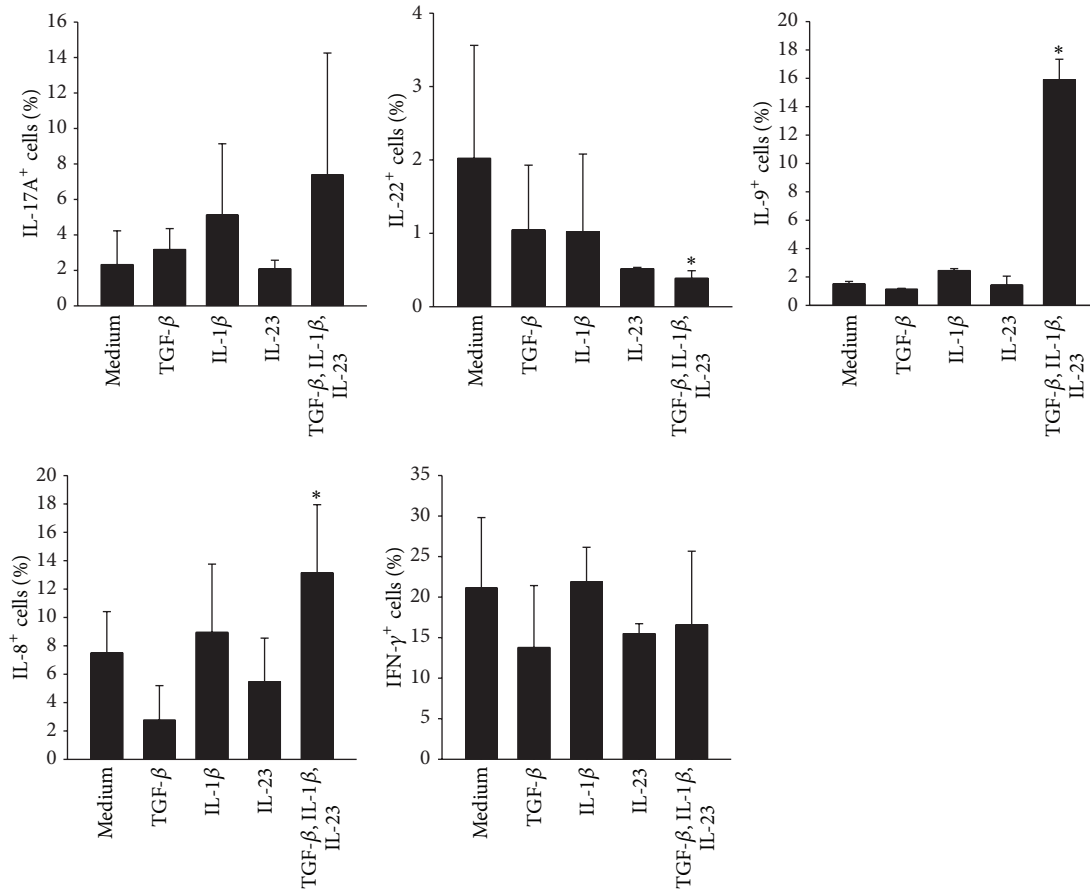 IL-17A⁺ cells (%)
16
14
12
10
8
6
4
2
0
Medium
TGF-β
IL-1β
IL-23
TGF-β, IL-1β,
IL-23
IL-22⁺ cells (%)
4
3
2
1
0
*
Medium
TGF-β
IL-1β
IL-23
TGF-β, IL-1β,
IL-23
IL-9⁺ cells (%)
20
18
16
14
12
10
8
6
4
2
0
*
Medium
TGF-β
IL-1β
IL-23
TGF-β, IL-1β,
IL-23
IL-8⁺ cells (%)
20
18
16
14
12
10
8
6
4
2
0
*
Medium
TGF-β
IL-1β
IL-23
TGF-β, IL-1β,
IL-23
IFN-γ⁺ cells (%)
35
30
25
20
15
10
5
0
Medium
TGF-β
IL-1β
IL-23
TGF-β, IL-1β,
IL-23